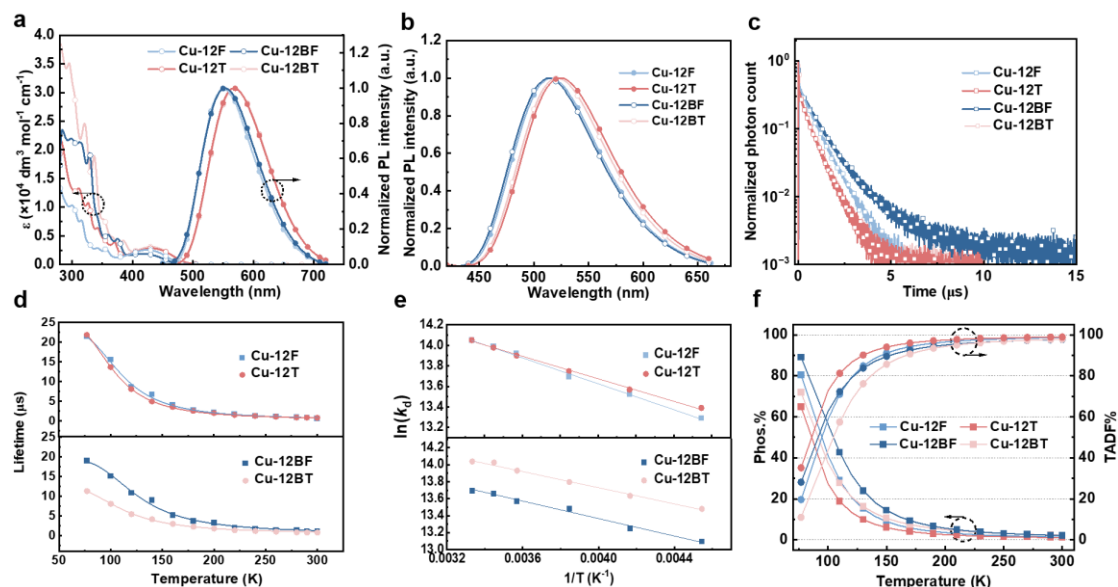 a
Cu-12F
Cu-12BF
Cu-12T
Cu-12BT
ε (×10⁴ dm³ mol⁻¹ cm⁻¹)
4.0
3.5
3.0
2.5
2.0
1.5
1.0
0.5
0.0
300
400
500
600
700
Wavelength (nm)
1.2
1.0
0.8
0.6
0.4
0.2
0.0
Normalized PL intensity (a.u.)
b
Cu-12F
Cu-12T
Cu-12BF
Cu-12BT
Normalized PL intensity (a.u.)
1.2
1.0
0.8
0.6
0.4
0.2
0.0
450
500
550
600
650
Wavelength (nm)
c
Cu-12F
Cu-12T
Cu-12BF
Cu-12BT
Normalized photon count
10⁰
10⁻¹
10⁻²
10⁻³
0
5
10
15
Time (μs)
d
Cu-12F
Cu-12T
Cu-12BF
Cu-12BT
Lifetime (μs)
25
20
15
10
5
0
25
20
15
10
5
0
50
75
100
150
200
250
300
Temperature (K)
e
Cu-12F
Cu-12T
Cu-12BF
Cu-12BT
ln(k_d)
14.2
14.0
13.8
13.6
13.4
13.2
14.2
14.0
13.8
13.6
13.4
13.2
13.0
0.0032
0.0036
0.0040
0.0044
1/T (K⁻¹)
f
Cu-12F
Cu-12T
Cu-12BF
Cu-12BT
Phos.%
100
80
60
40
20
0
100
150
200
250
300
Temperature (K)
100
80
60
40
20
0
TADF%